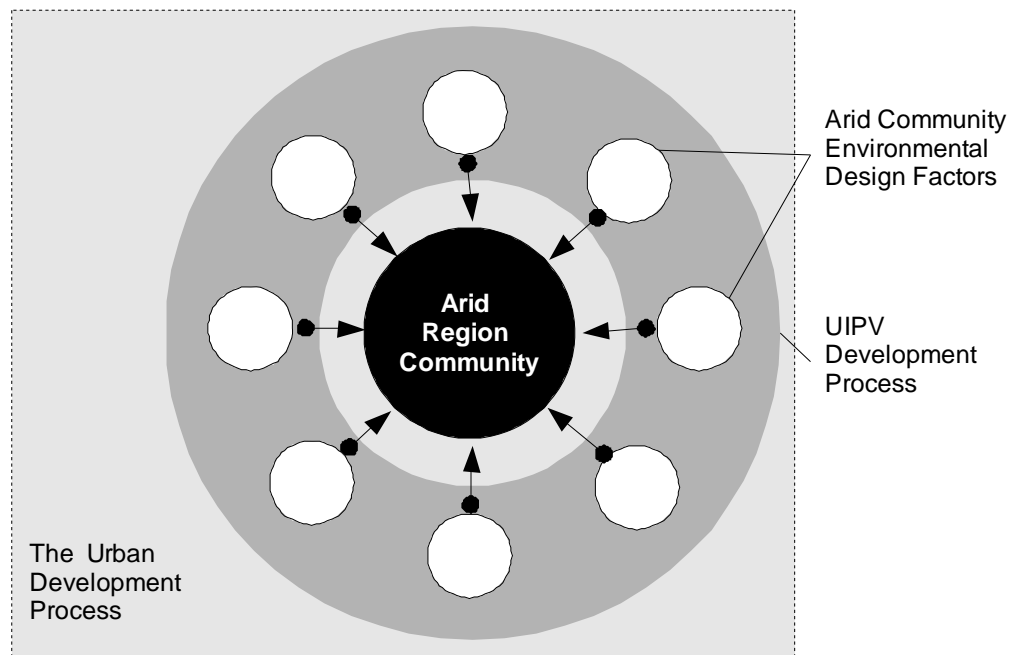 Arid Community
Environmental
Design Factors
Arid
Region
Community
UIPV
Development
Process
The Urban
Development
Process